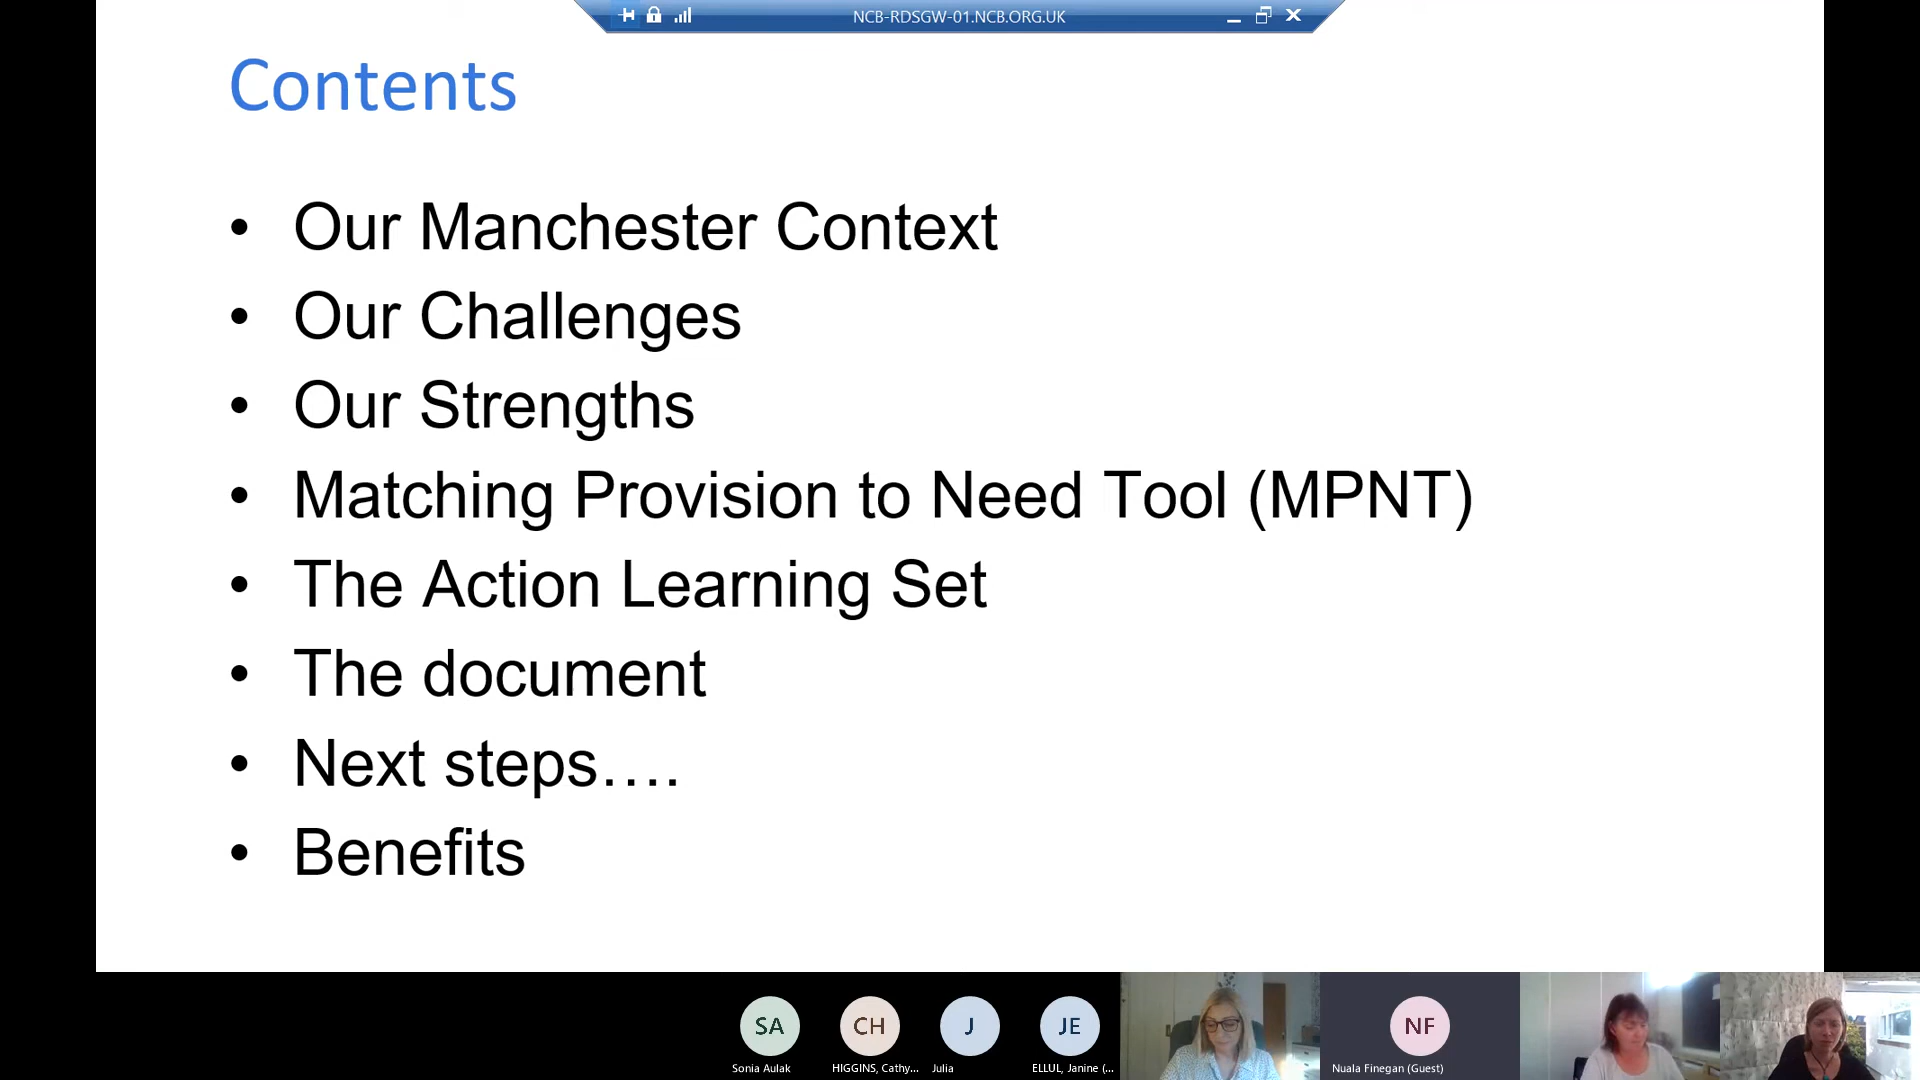 NCB-RDSGW-01.NCB.ORG.UK
Contents
• Our Manchester Context
• Our Challenges
• Our Strengths
• Matching Provision to Need Tool (MPNT)
• The Action Learning Set
• The document
• Next steps….
• Benefits
SA
CH
J
JE
NF
Sonia Aulak
HIGGINS, Cathy...
Julia
ELLUL, Janine (...
Nuala Finegan (Guest)